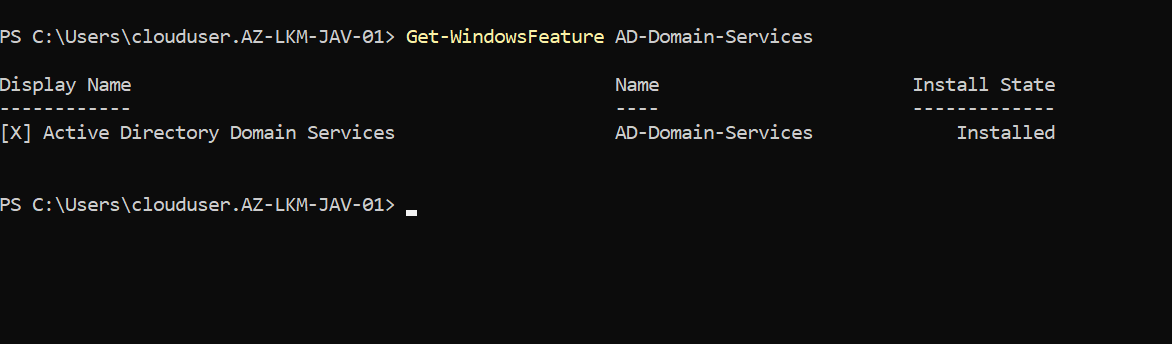 PS C:\Users\clouduser.AZ-LKM-JAV-01> Get-WindowsFeature AD-Domain-Services
Display Name Name Install State
------------ ---- -------------
[X] Active Directory Domain Services AD-Domain-Services Installed
PS C:\Users\clouduser.AZ-LKM-JAV-01>